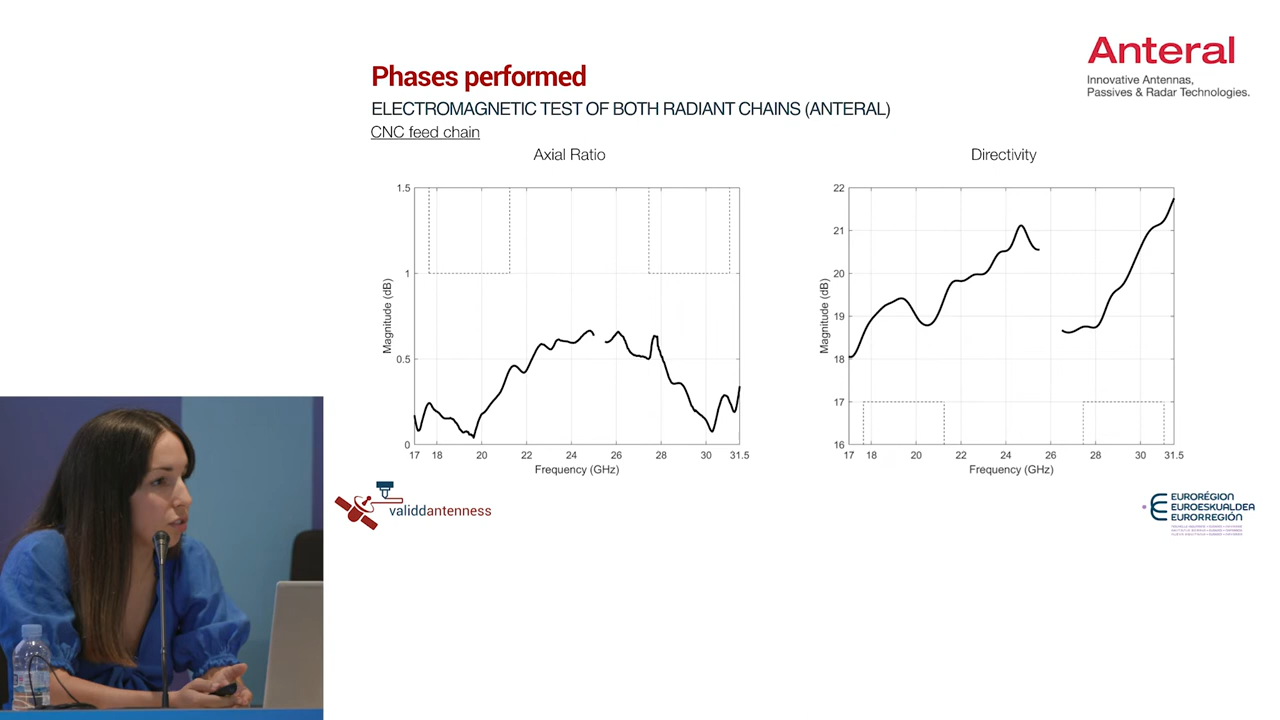 Anteral
Innovative Antennas,
Passives & Radar Technologies.
Phases performed
ELECTROMAGNETIC TEST OF BOTH RADIANT CHAINS (ANTERAL)
CNC feed chain
Axial Ratio
Directivity
1.5
1
0.5
0
Magnitude (dB)
17 18 20 22 24 26 28 30 31.5
Frequency (GHz)
22
21
20
19
18
17
16
Magnitude (dB)
17 18 20 22 24 26 28 30 31.5
Frequency (GHz)
validdantenness
EURORÉGION
EUROESKUALDEA
EURORREGIÓN